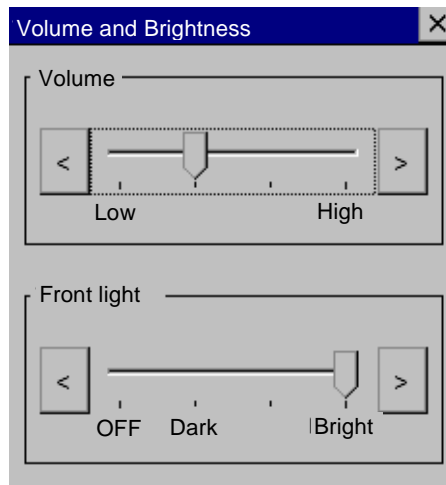 Volume and Brightness
Volume
< >
Low High
Front light
< >
OFF Dark Bright